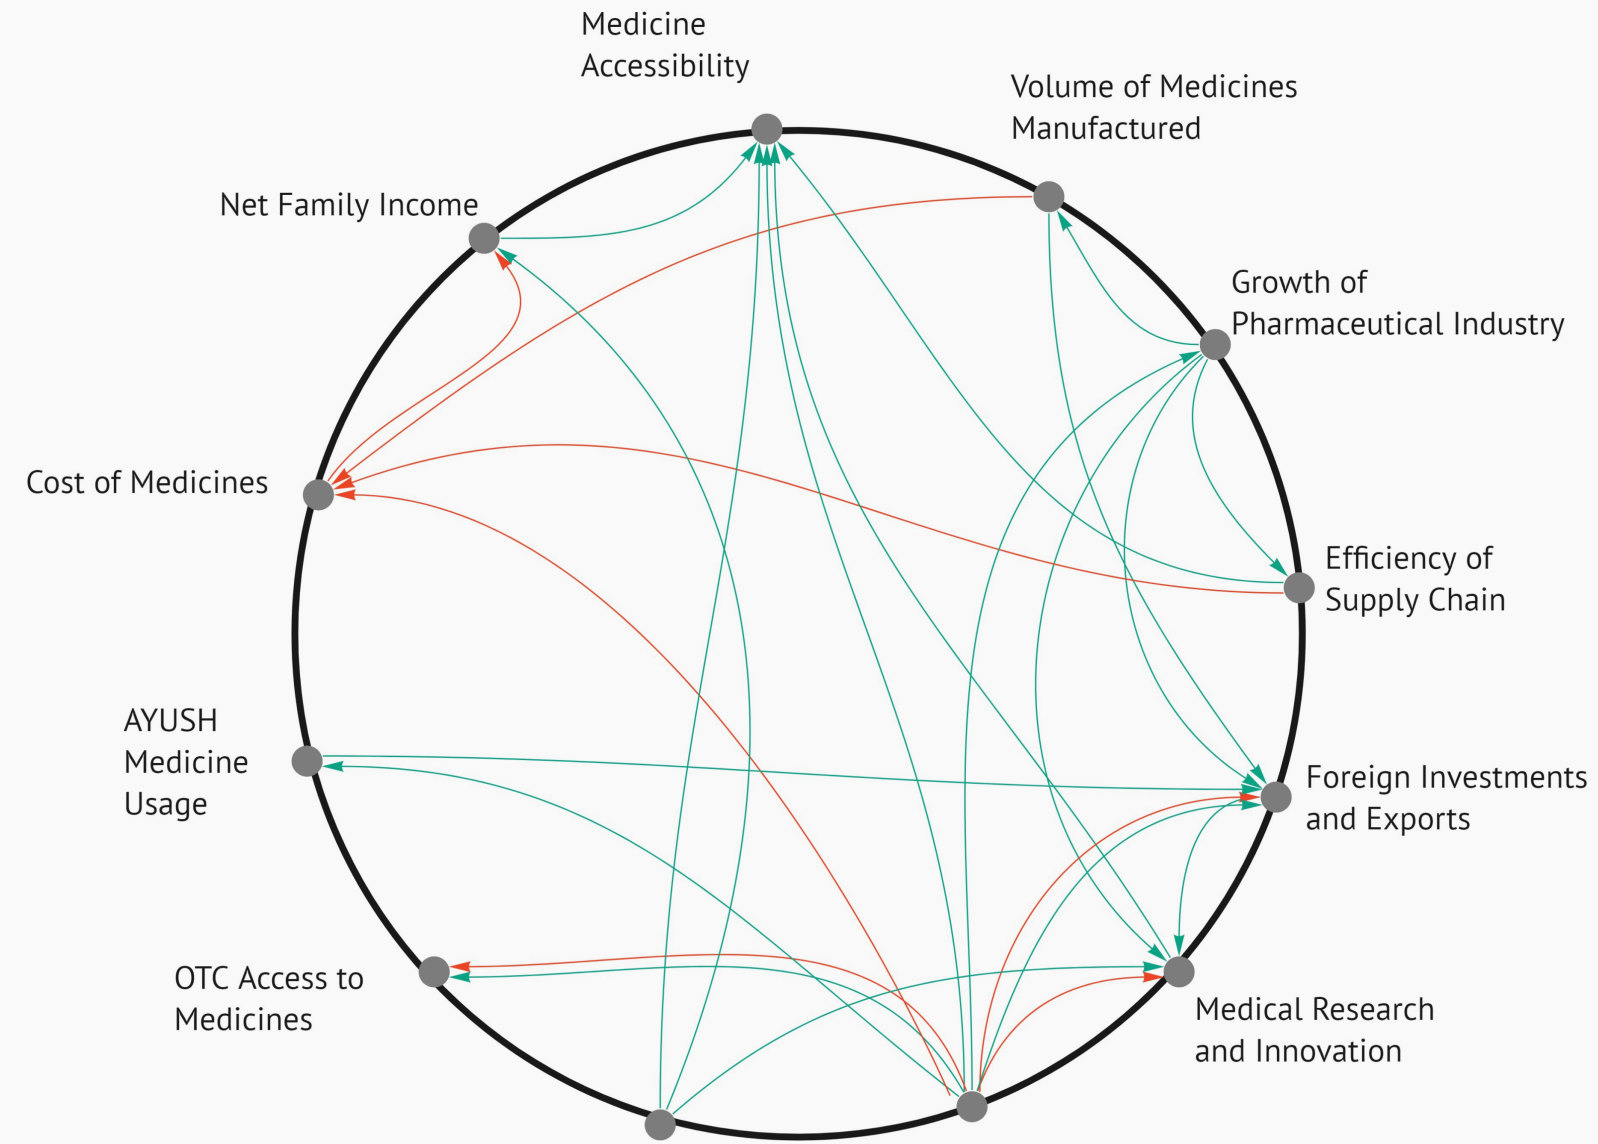 Medicine
Accessibility
Volume of Medicines
Manufactured
Net Family Income
Growth of
Pharmaceutical Industry
Cost of Medicines
Efficiency of
Supply Chain
AYUSH
Medicine
Usage
Foreign Investments
and Exports
OTC Access to
Medicines
Medical Research
and Innovation